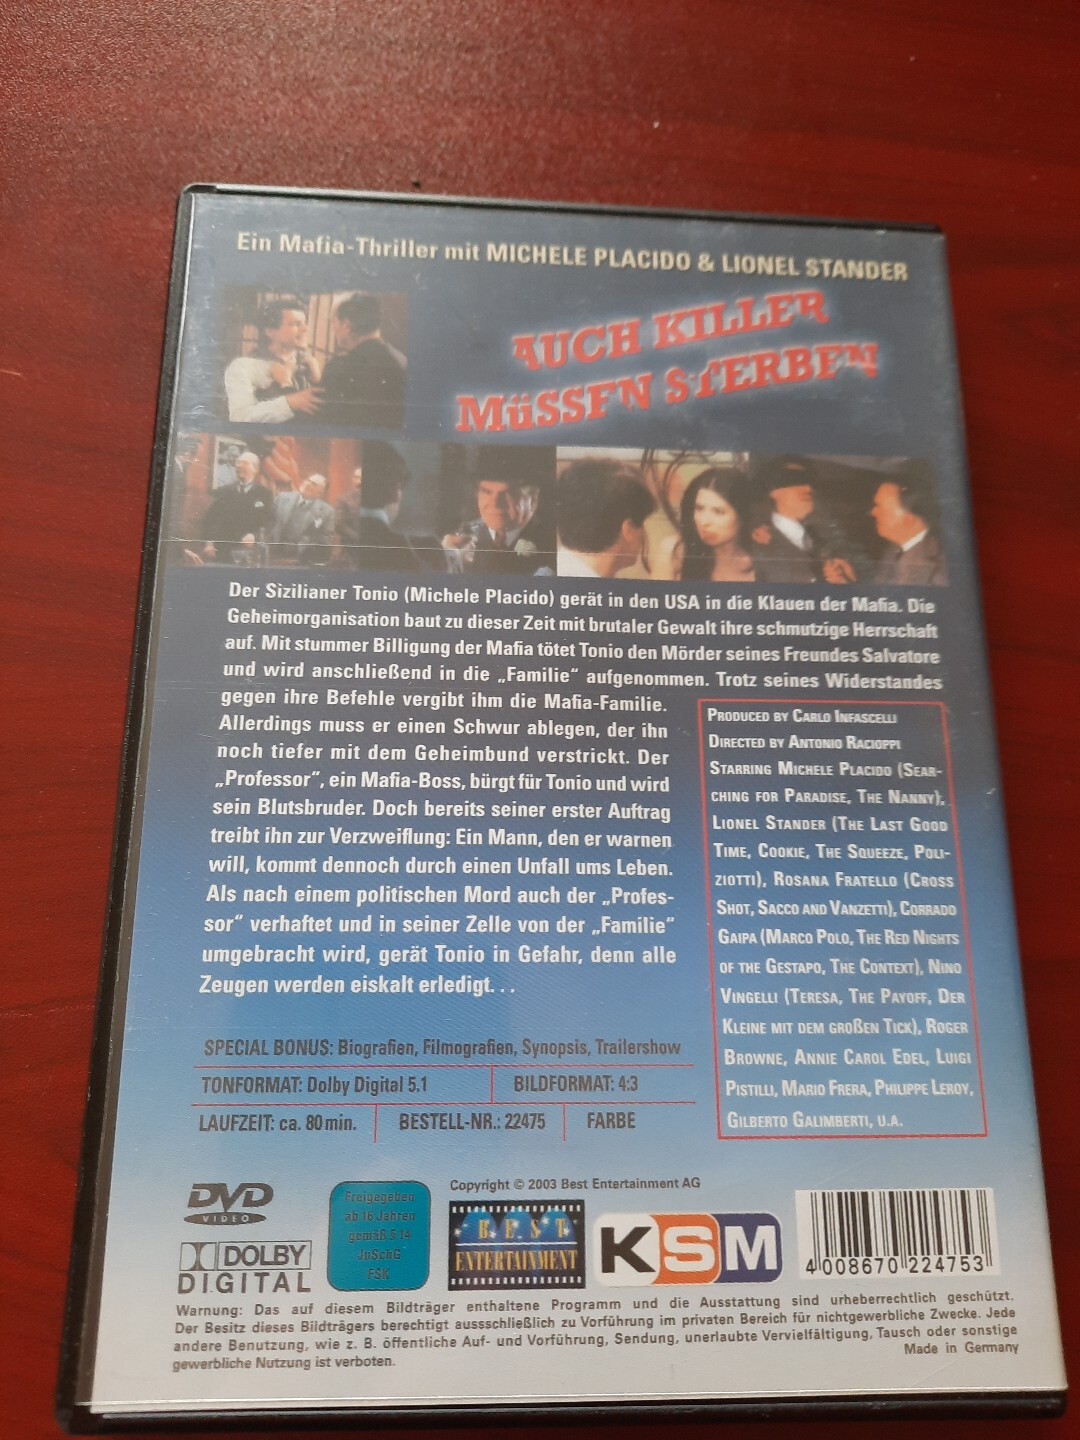 Ein Mafia-Thriller mit MICHELE PLACIDO & LIONEL STANDER
AUCH KILLER
MÜSSEN STERBEN
Der Sizilianer Tonio (Michele Placido) gerät in den USA in die Klauen der Mafia. Die
Geheimorganisation baut zu dieser Zeit mit brutaler Gewalt ihre schmutzige Herrschaft
auf. Mit stummer Billigung der Mafia tötet Tonio den Mörder seines Freundes Salvatore
und wird anschließend in die „Familie“ aufgenommen. Trotz seines Widerstandes
gegen ihre Befehle vergibt ihm die Mafia-Familie.
Allerdings muss er einen Schwur ablegen, der ihn
noch tiefer mit dem Geheimbund verstrickt. Der
„Professor“, ein Mafia-Boss, bürgt für Tonio und wird
sein Blutsbruder. Doch bereits seiner erster Auftrag
treibt ihn zur Verzweiflung: Ein Mann, den er warnen
will, kommt dennoch durch einen Unfall ums Leben.
Als nach einem politischen Mord auch der „Profes-
sor“ verhaftet und in seiner Zelle von der „Familie“
umgebracht wird, gerät Tonio in Gefahr, denn alle
Zeugen werden eiskalt erledigt...
PRODUCED BY CARLO INFASCELLI
DIRECTED BY ANTONIO RACIOPPI
STARRING MICHELE PLACIDO (SEAR-
CHING FOR PARADISE, THE NANNY),
LIONEL STANDER (THE LAST GOOD
TIME, COOKIE, THE SQUEEZE, POLI-
ZIOTTI), ROSANA FRATELLO (CROSS
SHOT, SACCO AND VANZETTI), CORRADO
GAIPA (MARCO POLO, THE RED NIGHTS
OF THE GESTAPO, THE CONTEXT), NINO
VINGELLI (TERESA, THE PAYOFF, DER
KLEINE MIT DEM GROßEN TICK), ROGER
BROWNE, ANNIE CAROL EDEL, LUIGI
PISTILLI, MARIO FRERA, PHILIPPE LEROY,
GILBERTO GALIMBERTI, U.A.
SPECIAL BONUS: Biografien, Filmografien, Synopsis, Trailershow
TONFORMAT: Dolby Digital 5.1 BILDFORMAT: 4:3
LAUFZEIT: ca. 80 min. BESTELL-NR.: 22475 FARBE
Copyright © 2003 Best Entertainment AG
DVD
VIDEO
DOLBY
DIGITAL
Freigegeben
ab 16 Jahren
gemäß § 14
JuSchG
FSK
B.E.S.T.
ENTERTAINMENT
KSM
4 008670 224753
Warnung: Das auf diesem Bildträger enthaltene Programm und die Ausstattung sind urheberrechtlich geschützt.
Der Besitz dieses Bildträgers berechtigt aussschließlich zu Vorführung im privaten Bereich für nichtgewerbliche Zwecke. Jede
andere Benutzung, wie z. B. öffentliche Auf- und Vorführung, Sendung, unerlaubte Vervielfältigung, Tausch oder sonstige
gewerbliche Nutzung ist verboten.
Made in Germany